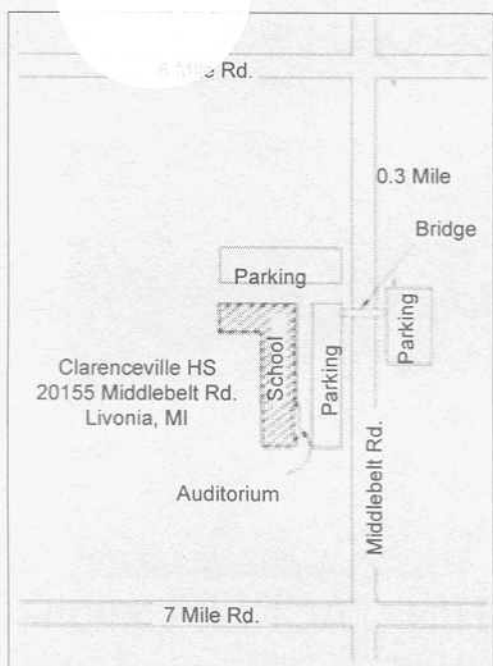 Mile Rd.
0.3 Mile
Bridge
Parking
Parking
Parking
School
Clarenceville HS
20155 Middlebelt Rd.
Livonia, MI
Auditorium
Middlebelt Rd.
7 Mile Rd.